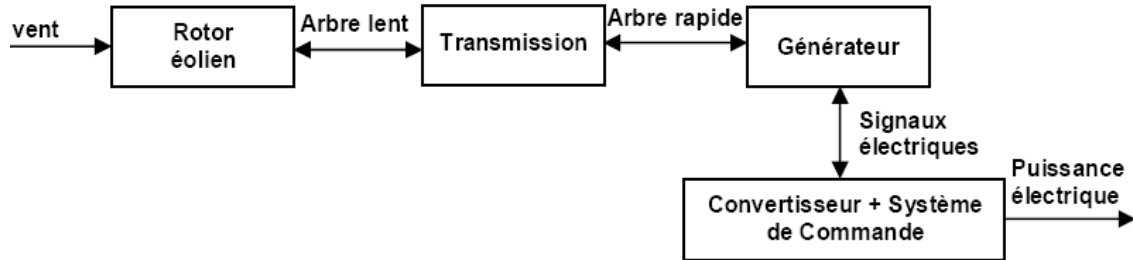 vent
Rotor
éolien
Arbre lent
Transmission
Arbre rapide
Générateur
Signaux
électriques
Convertisseur + Système
de Commande
Puissance
électrique